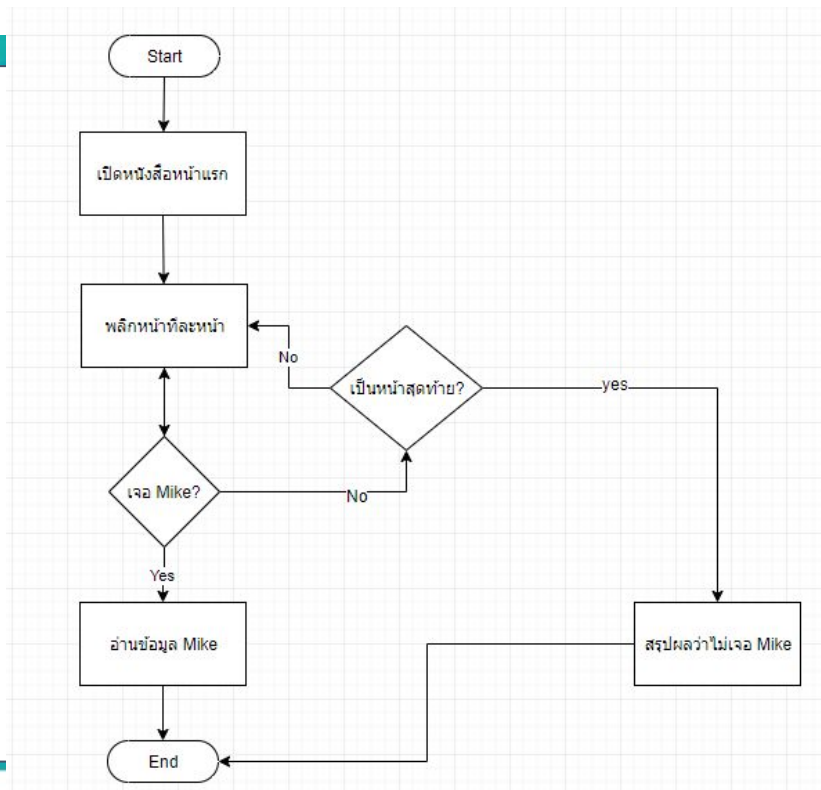 Start
เปิดหนังสือหน้าแรก
พลิกหน้าทีละหน้า
No
เป็นหน้าสุดท้าย?
yes
เจอ Mike?
No
Yes
อ่านข้อมูล Mike
สรุปผลว่าไม่เจอ Mike
End